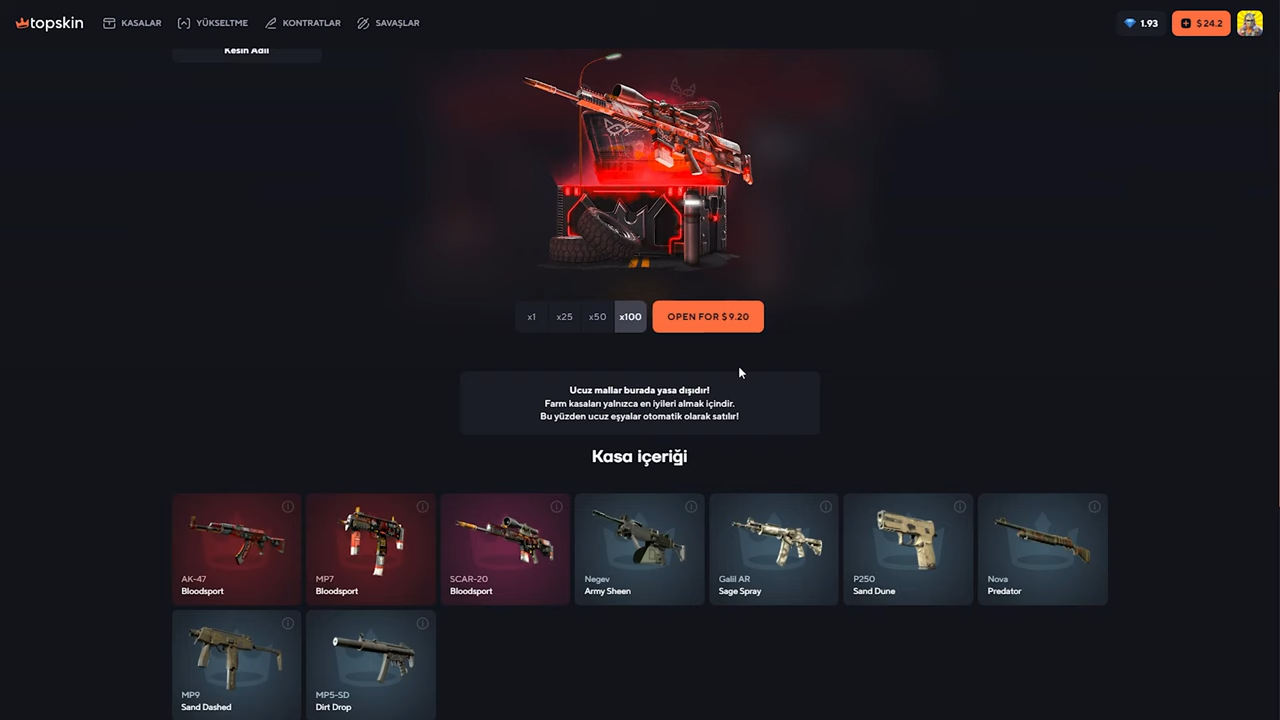 topskin
KASALAR
YÜKSELTME
KONTRATLAR
SAVAŞLAR
1.93
$ 24.2
Kesin Adil
x1
x25
x50
x100
OPEN FOR $ 9.20
Ucuz mallar burada yasa dışıdır!
Farm kasaları yalnızca en iyileri almak içindir.
Bu yüzden ucuz eşyalar otomatik olarak satılır!
Kasa içeriği
AK-47
Bloodsport
MP7
Bloodsport
SCAR-20
Bloodsport
Negev
Army Sheen
Galil AR
Sage Spray
P250
Sand Dune
Nova
Predator
MP9
Sand Dashed
MP5-SD
Dirt Drop